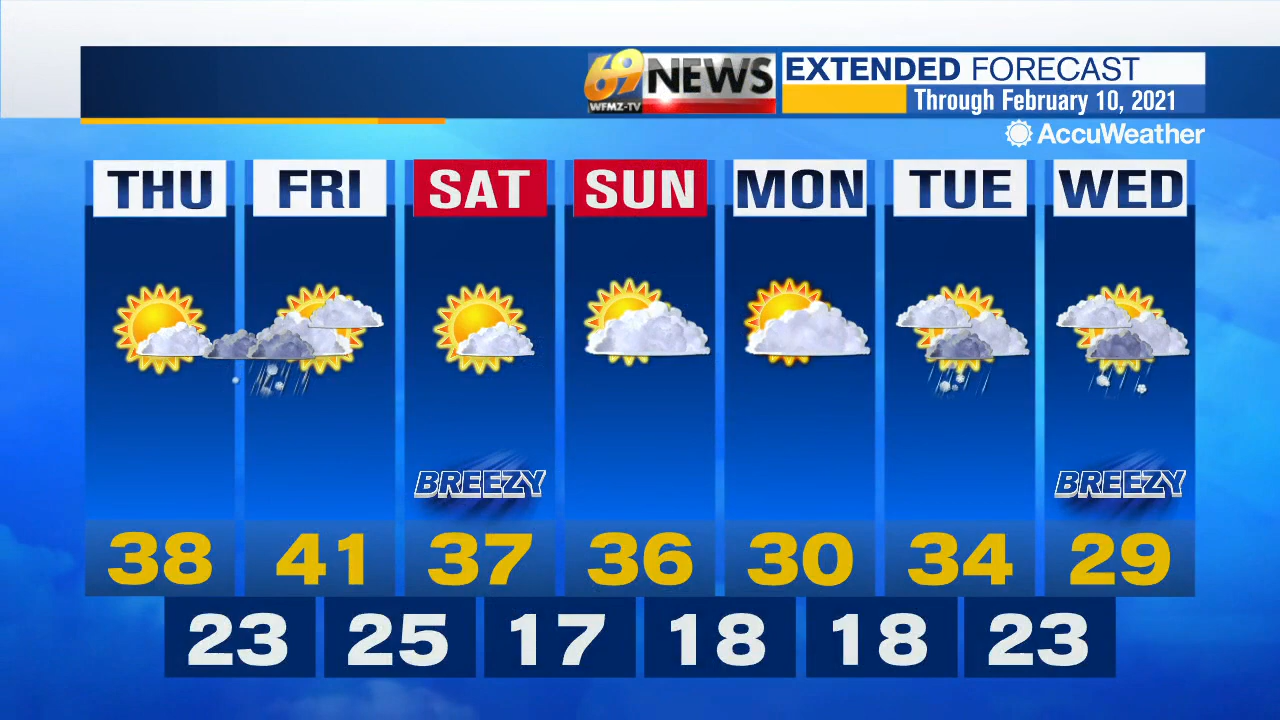 69 NEWS
WFMZ-TV
EXTENDED FORECAST
Through February 10, 2021
AccuWeather
THU FRI SAT SUN MON TUE WED
BREEZY BREEZY
38 41 37 36 30 34 29
23 25 17 18 18 23